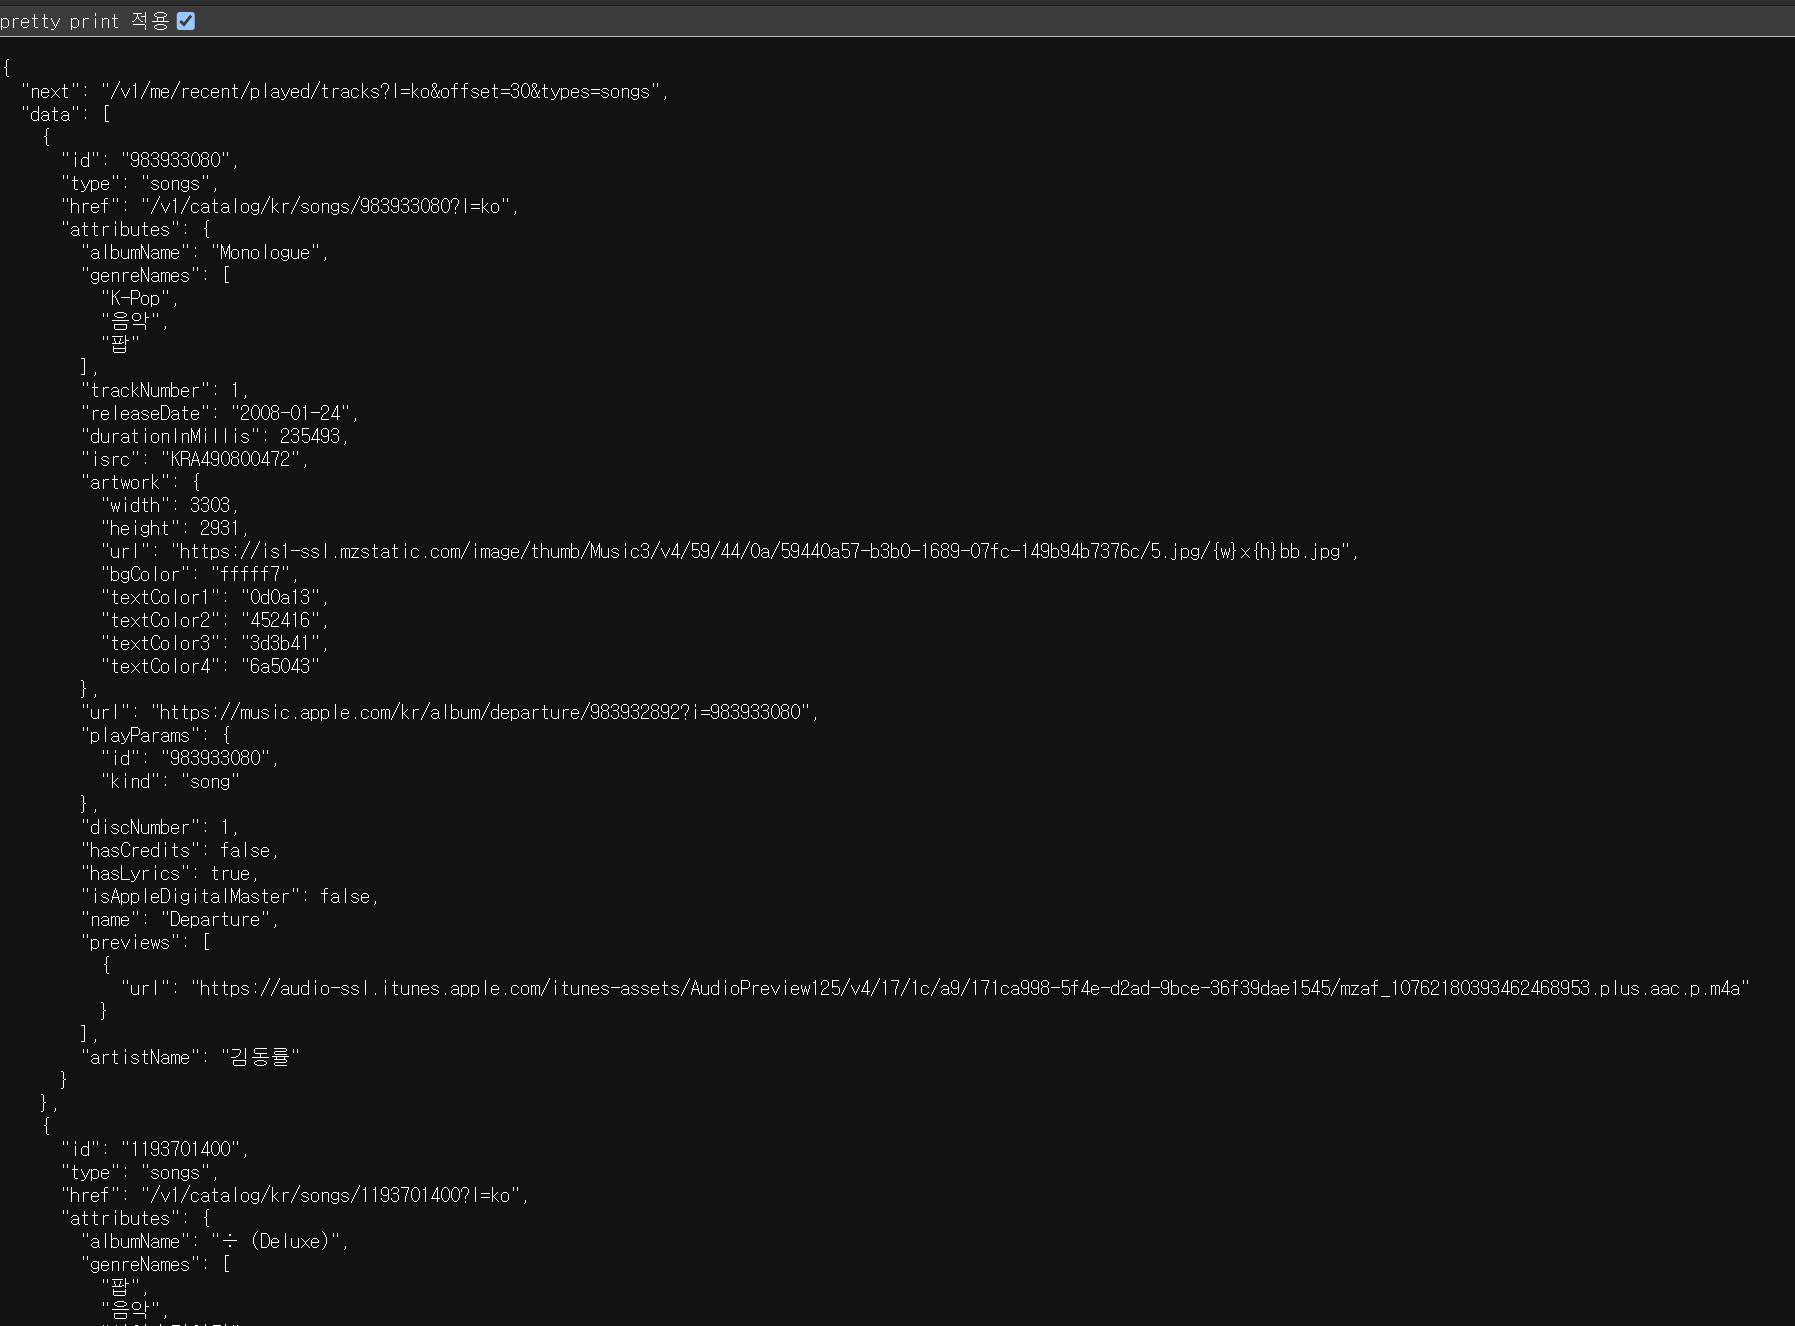 pretty print 적용
{
"next": "/v1/me/recent/played/tracks?l=ko&offset=30&types=songs",
"data": [
{
"id": "983933080",
"type": "songs",
"href": "/v1/catalog/kr/songs/983933080?l=ko",
"attributes": {
"albumName": "Monologue",
"genreNames": [
"K-Pop",
"음악",
"팝"
],
"trackNumber": 1,
"releaseDate": "2008-01-24",
"durationInMillis": 235493,
"isrc": "KRA490800472",
"artwork": {
"width": 3303,
"height": 2931,
"url": "https://is1-ssl.mzstatic.com/image/thumb/Music3/v4/59/44/0a/59440a57-b3b0-1689-07fc-149b94b7376c/5.jpg/{w}x{h}bb.jpg",
"bgColor": "fffff7",
"textColor1": "0d0a13",
"textColor2": "452416",
"textColor3": "3d3b41",
"textColor4": "6a5043"
},
"url": "https://music.apple.com/kr/album/departure/983932892?i=983933080",
"playParams": {
"id": "983933080",
"kind": "song"
},
"discNumber": 1,
"hasCredits": false,
"hasLyrics": true,
"isAppleDigitalMaster": false,
"name": "Departure",
"previews": [
{
"url": "https://audio-ssl.itunes.apple.com/itunes-assets/AudioPreview125/v4/17/1c/a9/171ca998-5f4e-d2ad-9bce-36f39dae1545/mzaf_10762180393462468953.plus.aac.p.m4a"
}
],
"artistName": "김동률"
}
},
{
"id": "1193701400",
"type": "songs",
"href": "/v1/catalog/kr/songs/1193701400?l=ko",
"attributes": {
"albumName": "÷ (Deluxe)",
"genreNames": [
"팝",
"음악",